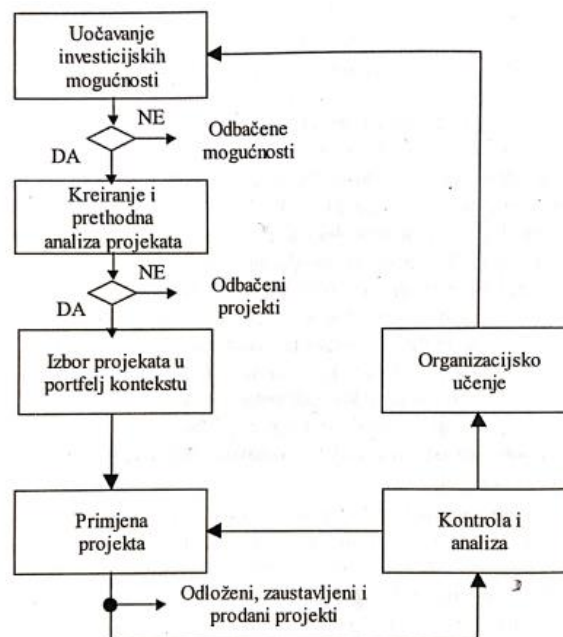 Uočavanje
investicijskih
mogućnosti
NE
DA
Odbačene
mogućnosti
Kreiranje i
prethodna
analiza projekata
NE
DA
Odbačeni
projekti
Izbor projekata u
portfelj kontekstu
Organizacijsko
učenje
Primjena
projekta
Kontrola i
analiza
Odloženi, zaustavljeni i
prodani projekti